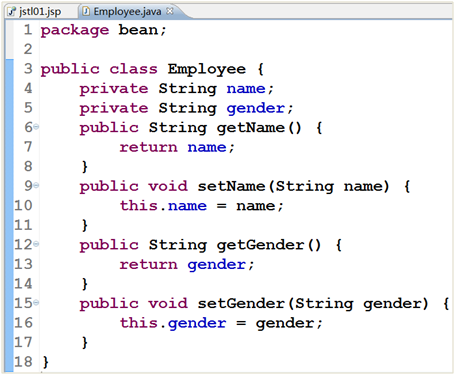 jstl01.jsp Employee.java
1 package bean;
2
3 public class Employee {
4 private String name;
5 private String gender;
6 public String getName() {
7 return name;
8 }
9 public void setName(String name) {
10 this.name = name;
11 }
12 public String getGender() {
13 return gender;
14 }
15 public void setGender(String gender) {
16 this.gender = gender;
17 }
18 }